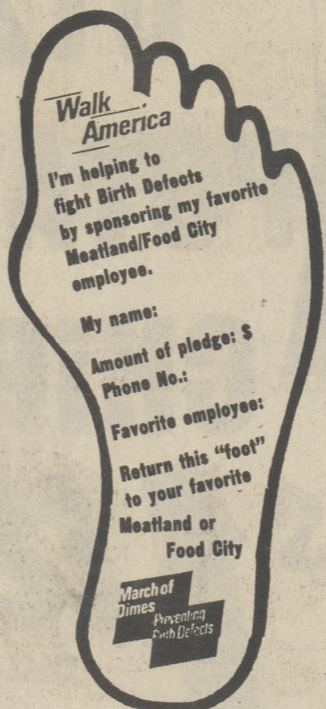 Walk
America
I'm helping to
fight Birth Defects
by sponsoring my favorite
Meatland/Food City
employee.
My name:
Amount of pledge: $
Phone No.:
Favorite employee:
Return this "foot"
to your favorite
Meatland or
Food City
March of
Dimes
Preventing
Birth Defects